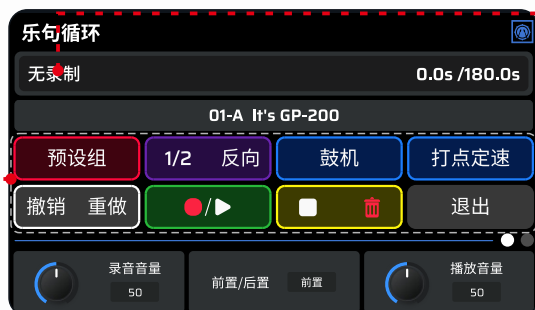 乐句循环
无录制 0.0s /180.0s
01-A It's GP-200
预设组 1/2 反向 鼓机 打点定速
撤销 重做 / 退出
录音音量 播放音量
前置/后置 前置
50 50